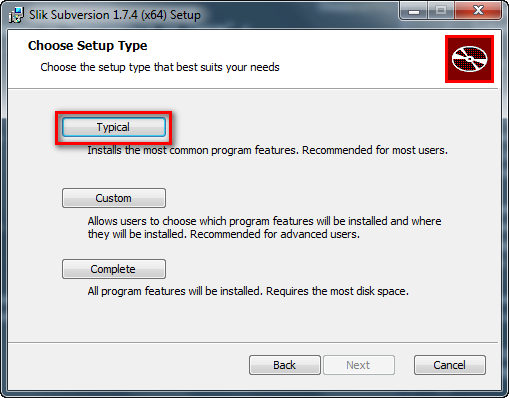 Slik Subversion 1.7.4 (x64) Setup
Choose Setup Type
Choose the setup type that best suits your needs
Typical
Installs the most common program features. Recommended for most users.
Custom
Allows users to choose which program features will be installed and where
they will be installed. Recommended for advanced users.
Complete
All program features will be installed. Requires the most disk space.
Back Next Cancel